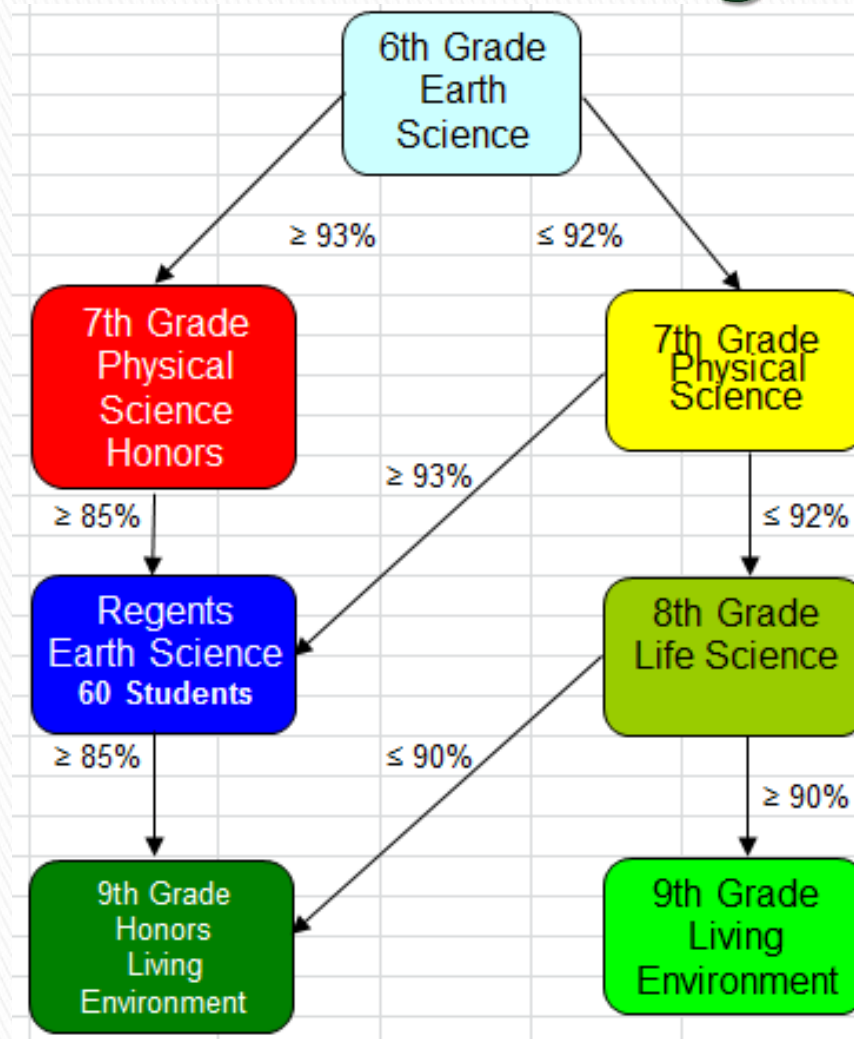 6th Grade
Earth
Science
≥ 93%
≤ 92%
7th Grade
Physical
Science
Honors
7th Grade
Physical
Science
≥ 93%
≥ 85%
≤ 92%
Regents
Earth Science
60 Students
8th Grade
Life Science
≥ 85%
≤ 90%
≥ 90%
9th Grade
Honors
Living
Environment
9th Grade
Living
Environment